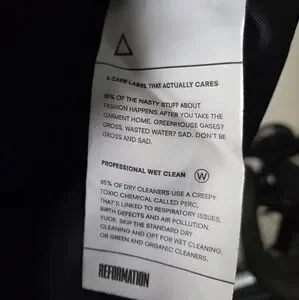 A CARE LABEL THAT ACTUALLY CARES
80% OF THE NASTY STUFF ABOUT
FASHION HAPPENS AFTER YOU TAKE THE
GARMENT HOME. GREENHOUSE GASES?
GROSS. WASTED WATER? SAD. DON'T BE
GROSS AND SAD.
PROFESSIONAL WET CLEAN W
85% OF DRY CLEANERS USE A CREEPY
TOXIC CHEMICAL CALLED PERC,
THAT'S LINKED TO RESPIRATORY ISSUES,
BIRTH DEFECTS AND AIR POLLUTION.
YUCK. SKIP THE STANDARD DRY
CLEANING AND OPT FOR WET CLEANING,
OR GREEN AND ORGANIC CLEANERS.
REFORMATION